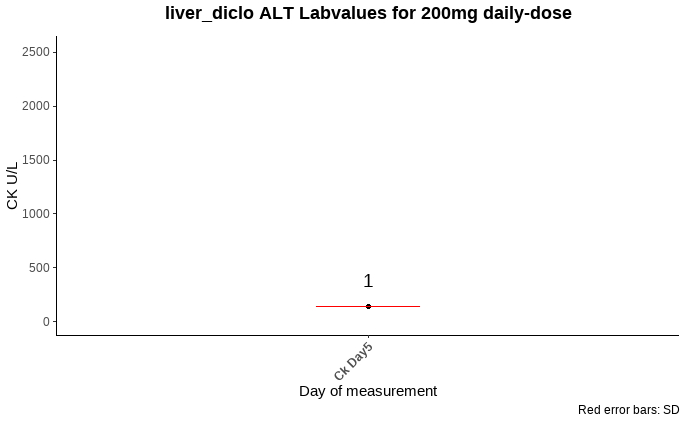 liver_diclo ALT Labvalues for 200mg daily-dose
CK U/L
2500
2000
1500
1000
500
0
1
Ck Day5
Day of measurement
Red error bars: SD